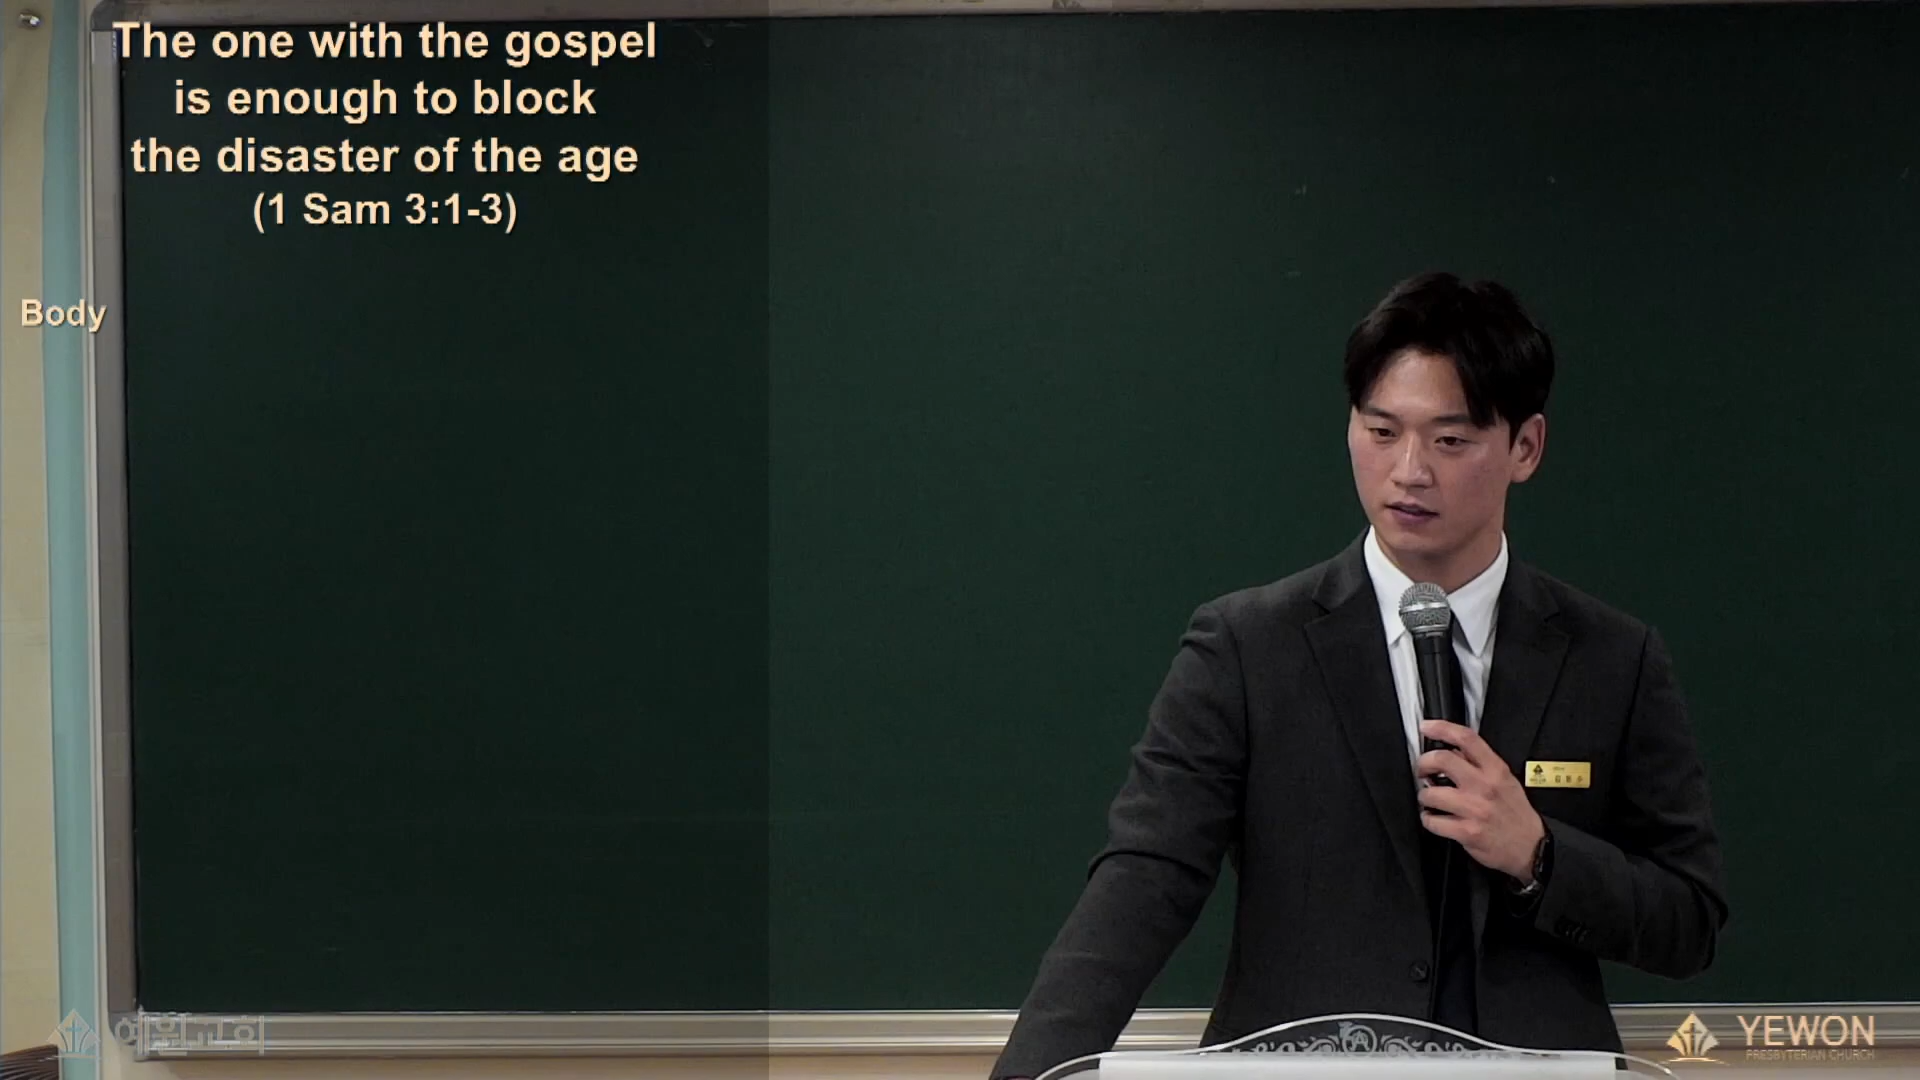 The one with the gospel
is enough to block
the disaster of the age
(1 Sam 3:1-3)
Body
예원교회
YEWON
PRESBYTERIAN CHURCH